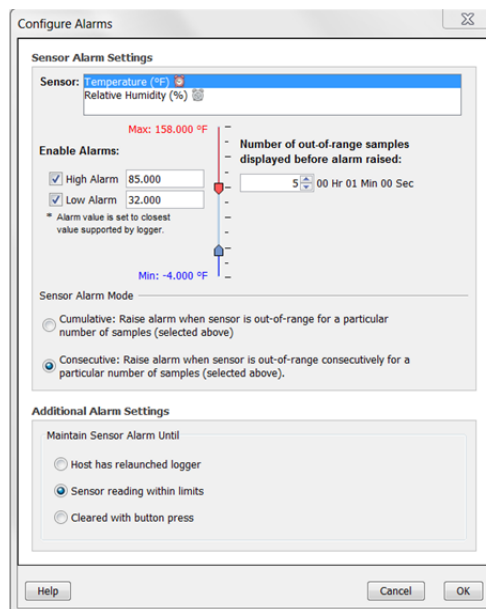 Configure Alarms
Sensor Alarm Settings
Sensor: Temperature (°F)
Relative Humidity (%)
Max: 158.000 °F
Enable Alarms:
Number of out-of-range samples
displayed before alarm raised:
High Alarm 85.000
5 00 Hr 01 Min 00 Sec
Low Alarm 32.000
* Alarm value is set to closest
value supported by logger.
Min: -4.000 °F
Sensor Alarm Mode
Cumulative: Raise alarm when sensor is out-of-range for a particular
number of samples (selected above)
Consecutive: Raise alarm when sensor is out-of-range consecutively for a
particular number of samples (selected above).
Additional Alarm Settings
Maintain Sensor Alarm Until
Host has relaunched logger
Sensor reading within limits
Cleared with button press
Help Cancel OK